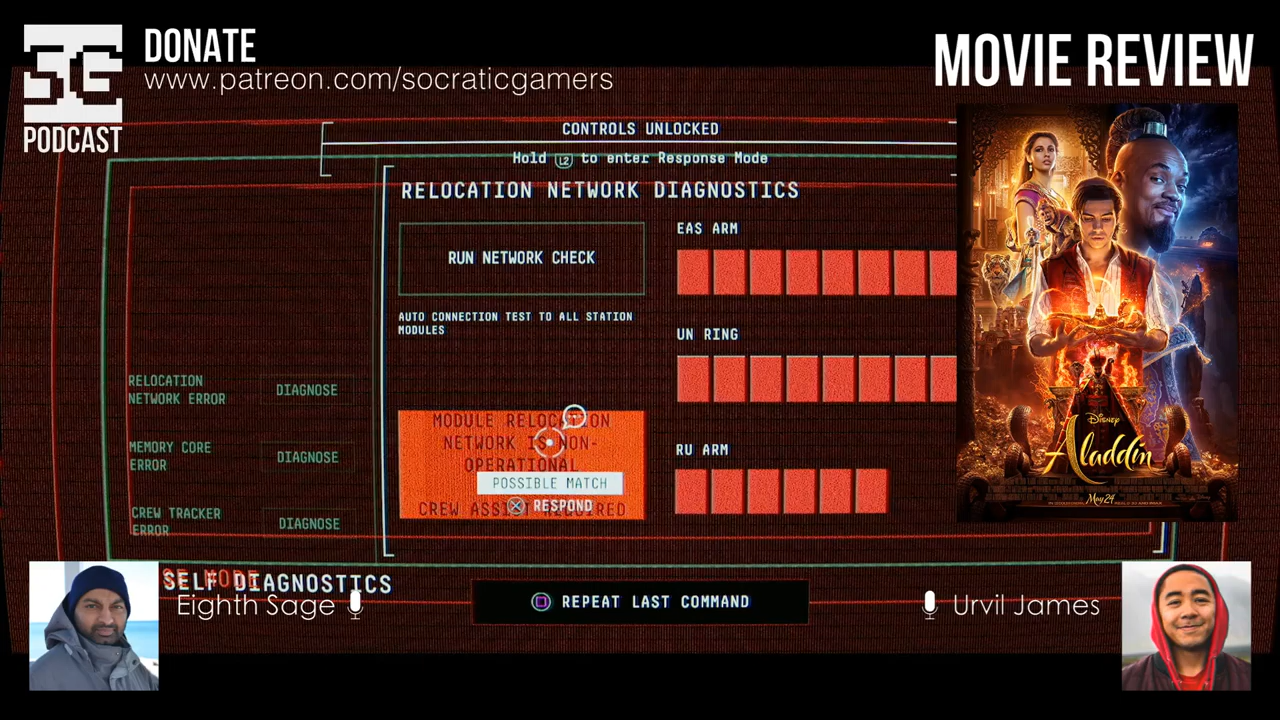 SG
PODCAST
DONATE
www.patreon.com/socraticgamers
MOVIE REVIEW
CONTROLS UNLOCKED
Hold L2 to enter Response Mode
RELOCATION NETWORK DIAGNOSTICS
RUN NETWORK CHECK
AUTO CONNECTION TEST TO ALL STATION
MODULES
EAS ARM
UN RING
RU ARM
RELOCATION
NETWORK ERROR
DIAGNOSE
MEMORY CORE
ERROR
DIAGNOSE
CREW TRACKER
ERROR
DIAGNOSE
MODULE RELOCATION
NETWORK IS NON-
OPERATIONAL
POSSIBLE MATCH
CREW ASSIST REQUIRED
RESPOND
Disney
Aladdin
May 24
SELF DIAGNOSTICS
MODE
Eighth Sage
REPEAT LAST COMMAND
Urvil James